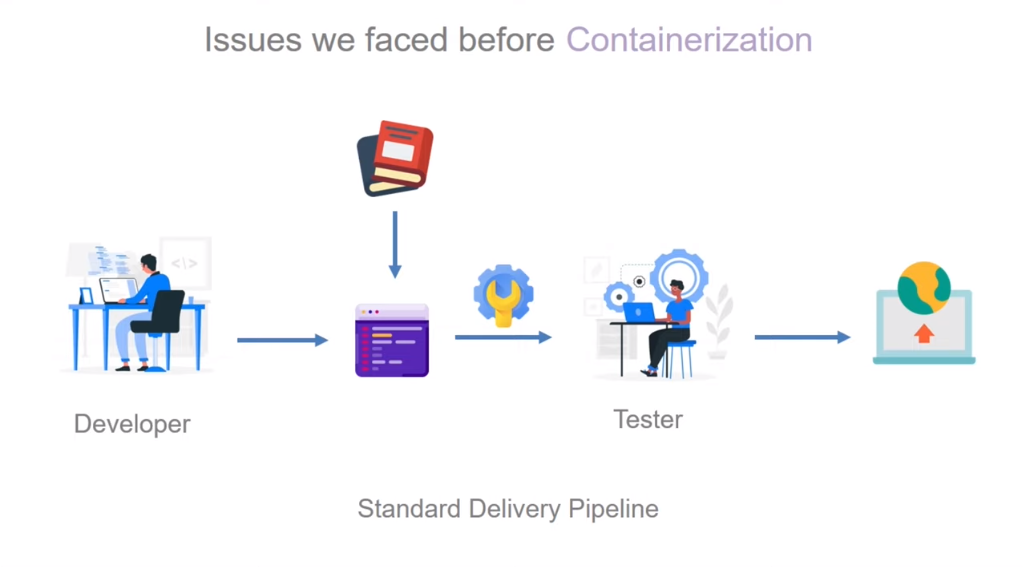 Issues we faced before Containerization
</>
Developer
Tester
Standard Delivery Pipeline